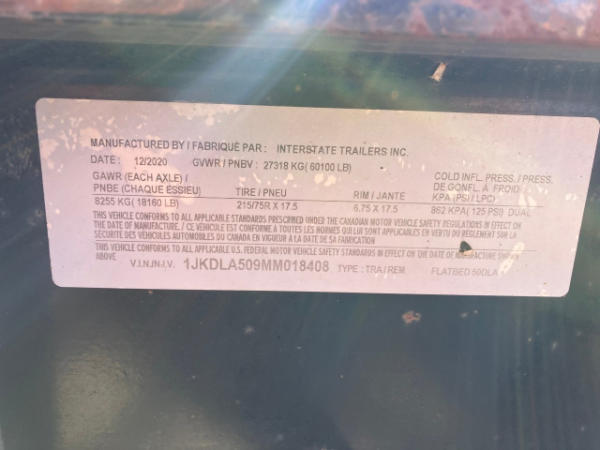 MANUFACTURED BY / FABRIQUÉ PAR : INTERSTATE TRAILERS INC.
DATE : 12/2020 GVWR / PNBV : 27318 KG( 60100 LB)
GAWR (EACH AXLE) / COLD INFL. PRESS. / PRESS.
PNBE (CHAQUE ESSIEU) TIRE / PNEU RIM / JANTE DE GONFL. À FROID/
KPA (PSI / LPC)
8255 KG( 18160 LB) 215/75R X 17.5 6.75 X 17.5 862 KPA( 125 PSI) DUAL
THIS VEHICLE CONFORMS TO ALL APPLICABLE STANDARDS PRESCRIBED UNDER THE CANADIAN MOTOR VEHICLE SAFETY REGULATIONS IN EFFECT ON
THE DATE OF MANUFACTURE. / CE VÉHICULE EST CONFORME À TOUTES LES NORMES QUI LUI SONT APPLICABLES EN VERTU DU RÈGLEMENT SUR LA
SÉCURITÉ DES VÉHICULES AUTOMOBILES DU CANADA EN VIGUEUR À LA DATE DE SA FABRICATION
THIS VEHICLE CONFORMS TO ALL APPLICABLE U.S. FEDERAL MOTOR VEHICLE SAFETY STANDARDS IN EFFECT ON THE DATE OF MANUFACTURE SHOWN
ABOVE
V.I.N./N.I.V. 1JKDLA509MM018408 TYPE : TRA/REM FLATBED 50DLA